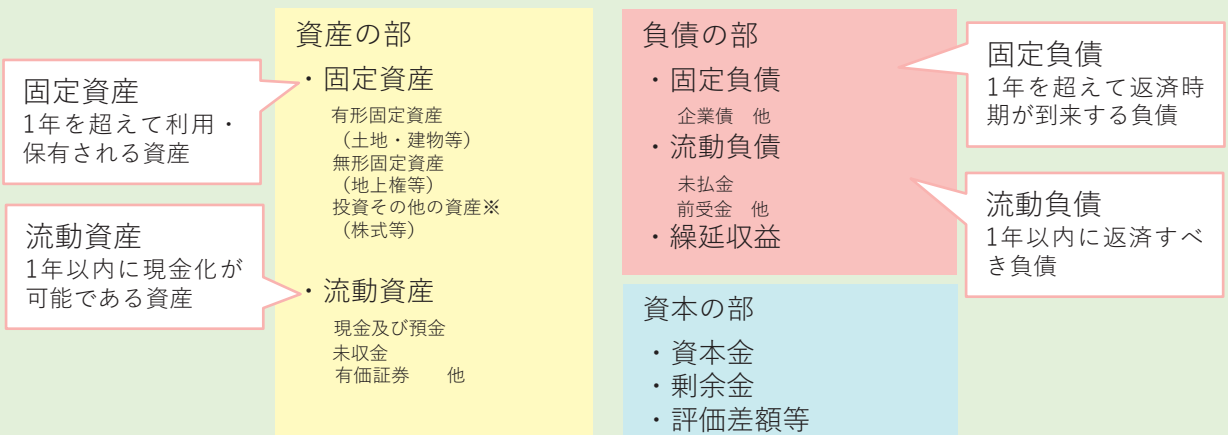 資産の部
・固定資産
有形固定資産
（土地・建物等）
無形固定資産
（地上権等）
投資その他の資産※
（株式等）
・流動資産
現金及び預金
未収金
有価証券　他
固定資産
1年を超えて利用・
保有される資産
流動資産
1年以内に現金化が
可能である資産
負債の部
・固定負債
企業債　他
・流動負債
未払金
前受金　他
・繰延収益
固定負債
1年を超えて返済時
期が到来する負債
流動負債
1年以内に返済すべ
き負債
資本の部
・資本金
・剰余金
・評価差額等